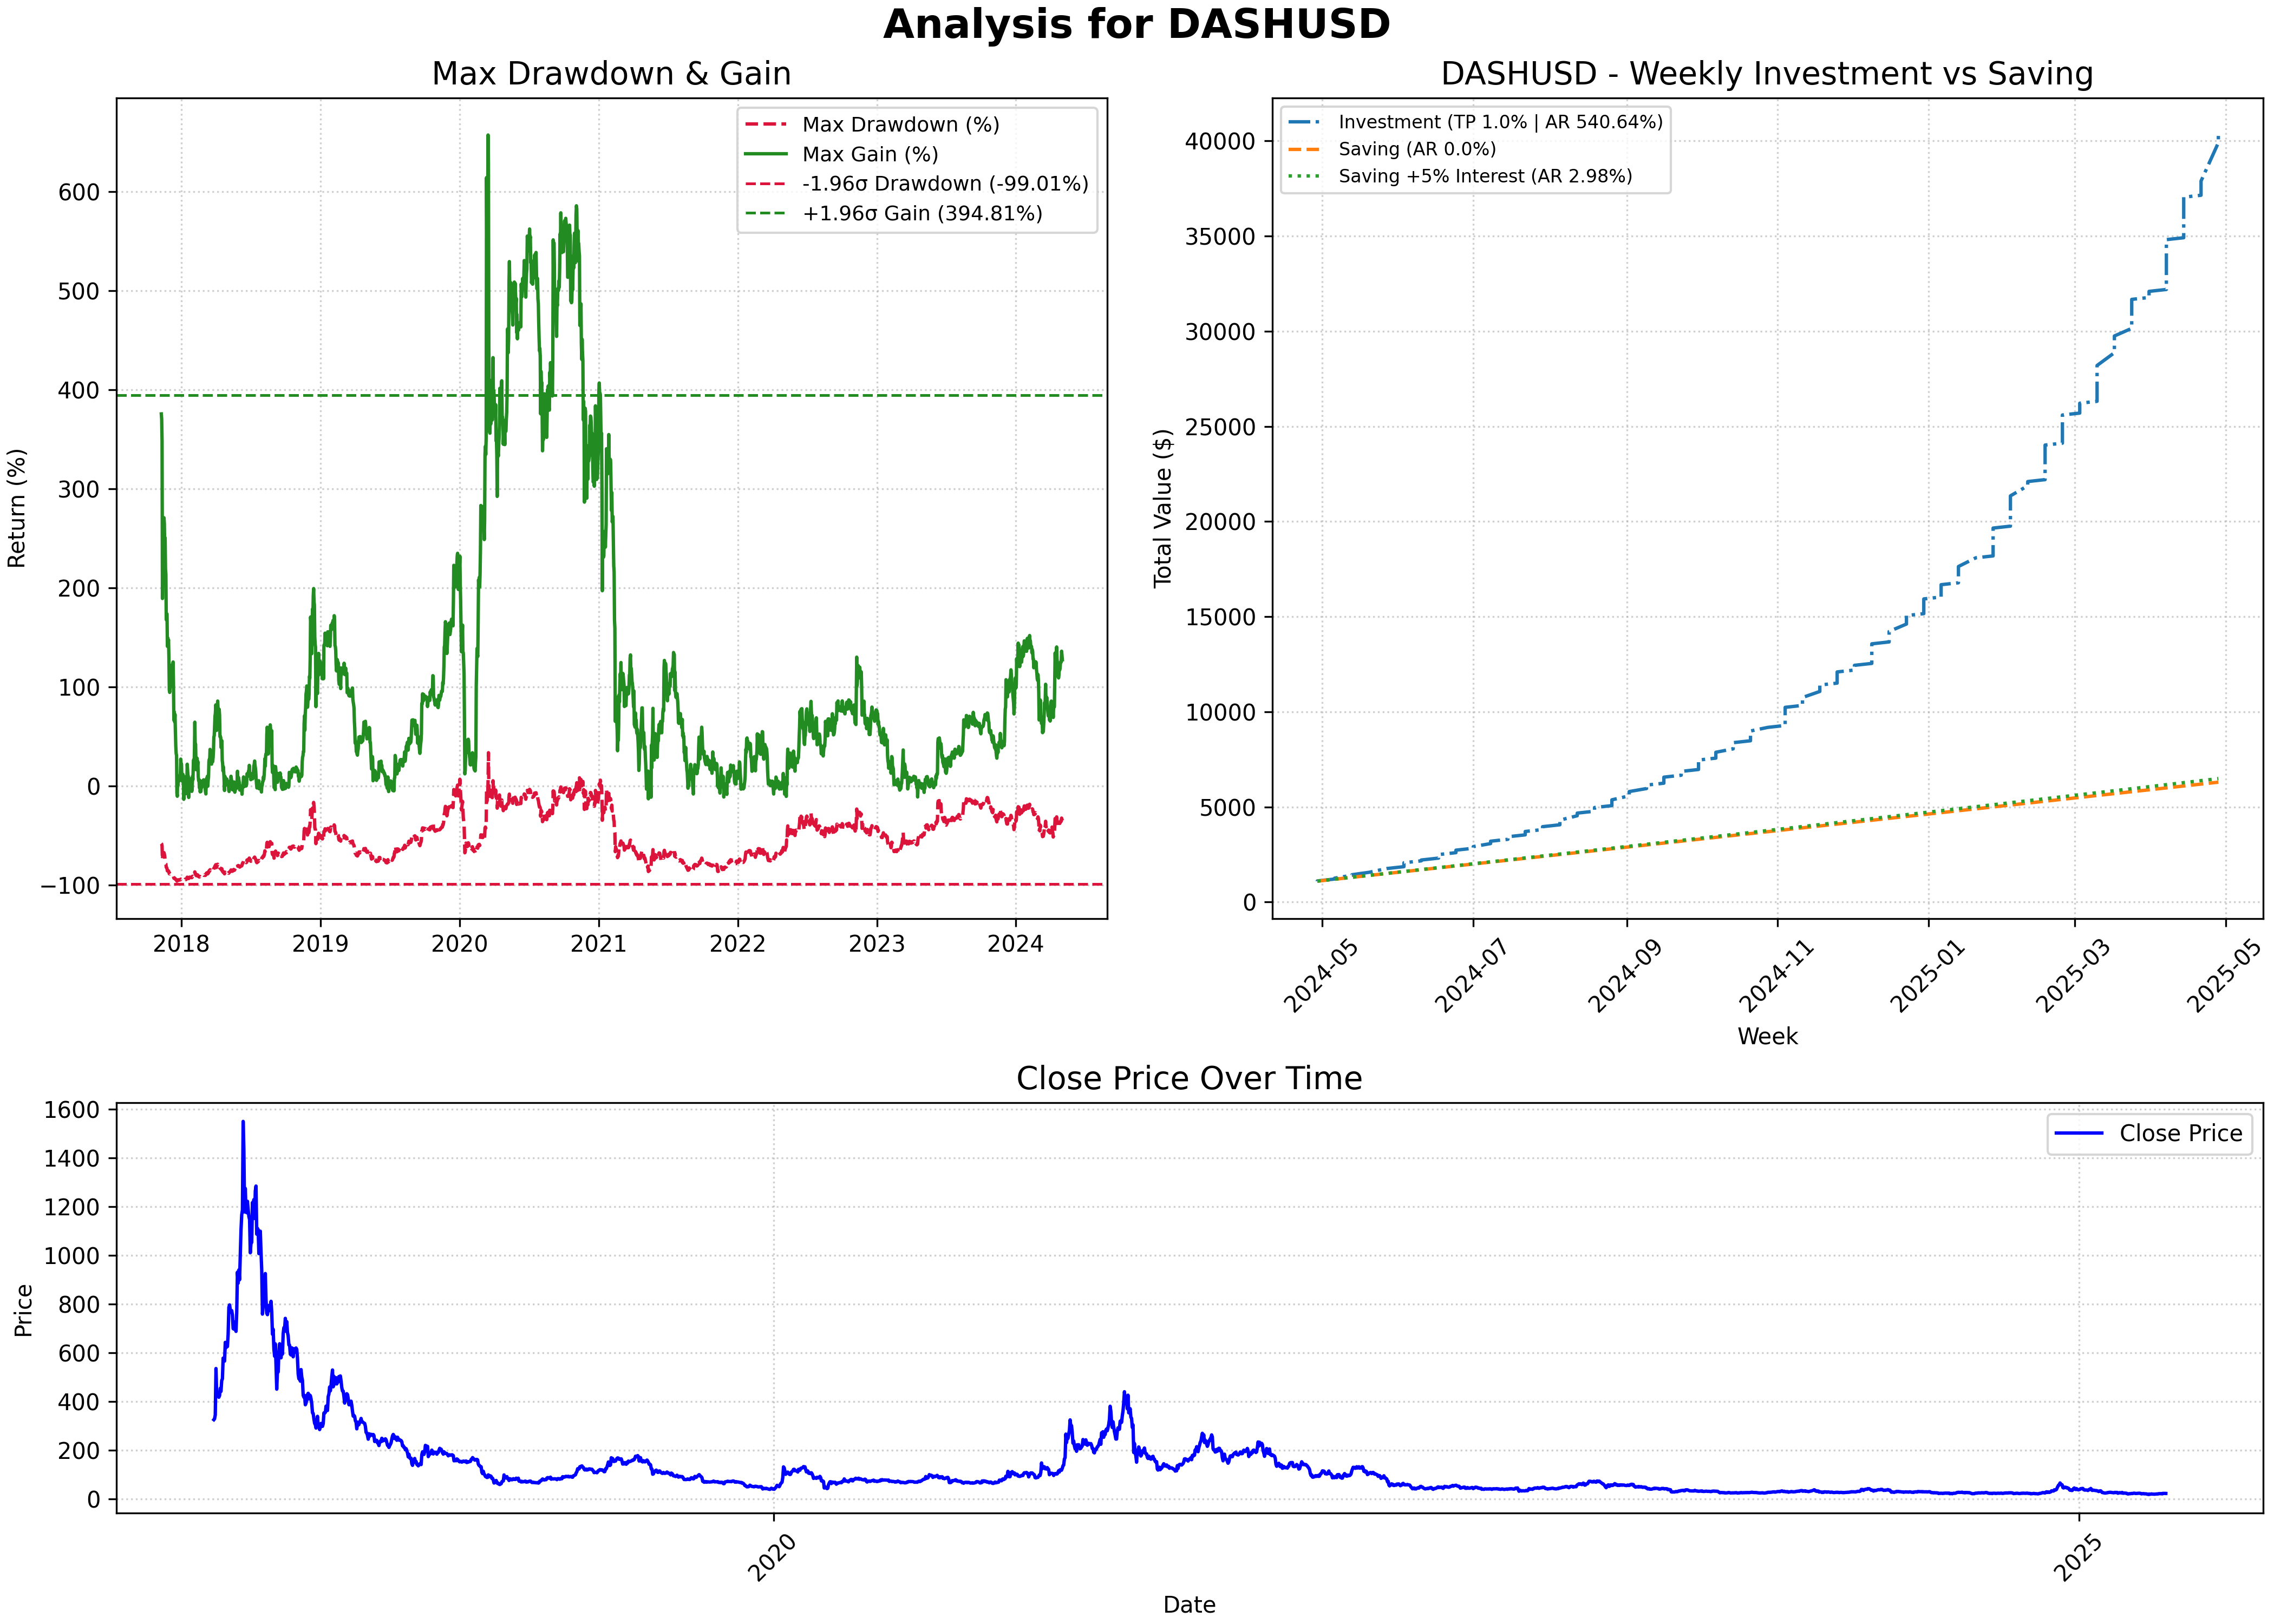 Analysis for DASHUSD
Max Drawdown & Gain
Return (%)
600
500
400
300
200
100
0
−100
2018
2019
2020
2021
2022
2023
2024
Max Drawdown (%)
Max Gain (%)
-1.96σ Drawdown (-99.01%)
+1.96σ Gain (394.81%)
DASHUSD - Weekly Investment vs Saving
Total Value ($)
40000
35000
30000
25000
20000
15000
10000
5000
0
2024-05
2024-07
2024-09
2024-11
2025-01
2025-03
2025-05
Week
Investment (TP 1.0% | AR 540.64%)
Saving (AR 0.0%)
Saving +5% Interest (AR 2.98%)
Close Price Over Time
Price
1600
1400
1200
1000
800
600
400
200
0
2020
2025
Date
Close Price